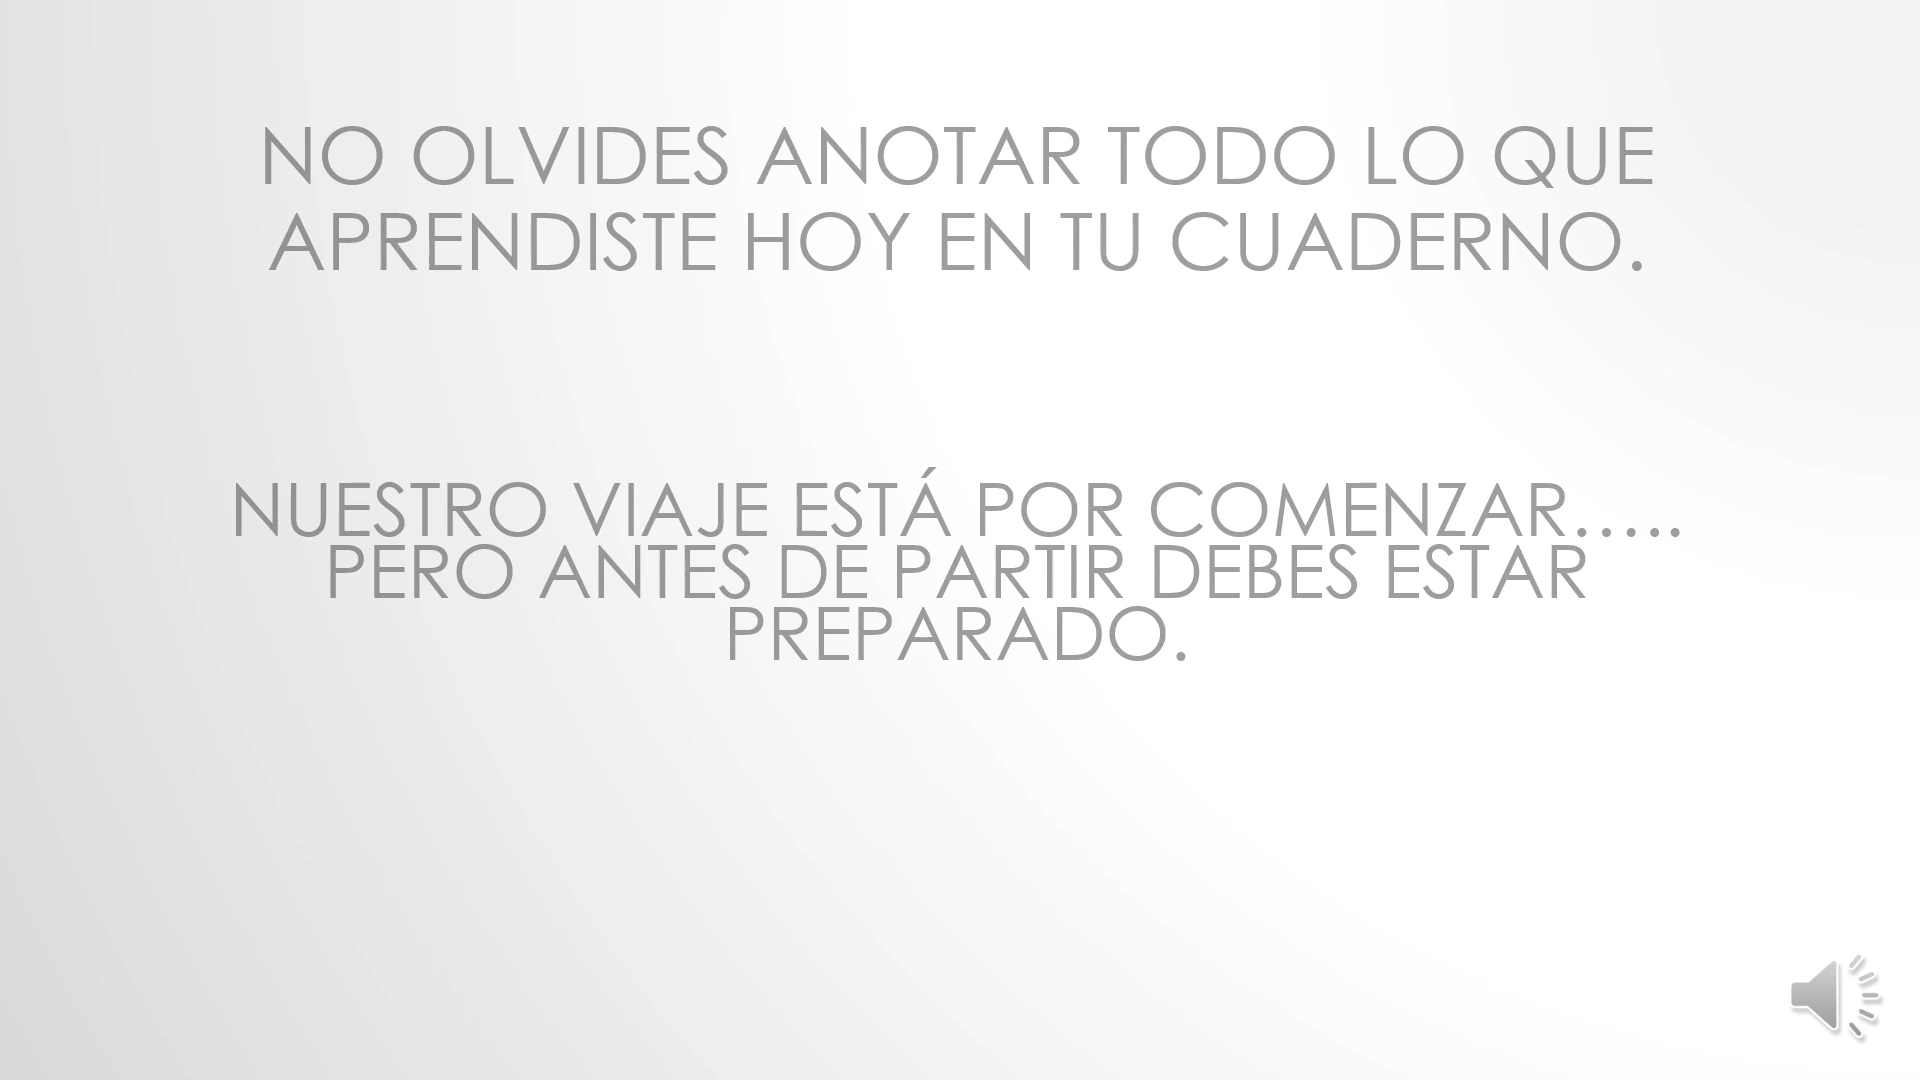 NO OLVIDES ANOTAR TODO LO QUE
APRENDISTE HOY EN TU CUADERNO.
NUESTRO VIAJE ESTÁ POR COMENZAR…..
PERO ANTES DE PARTIR DEBES ESTAR
PREPARADO.